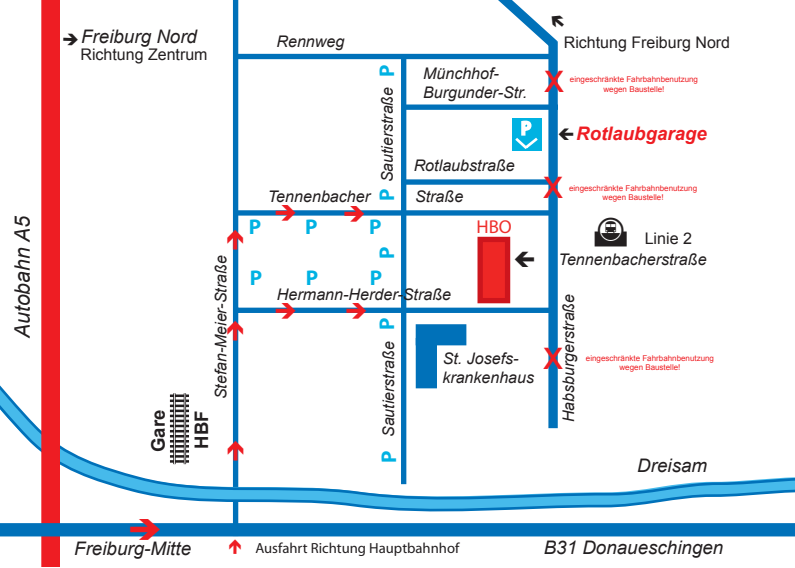 Freiburg Nord
Richtung Zentrum
Rennweg
Richtung Freiburg Nord
P
Münchhof-
Burgunder-Str.
X
eingeschränkte Fahrbahnbenutzung
wegen Baustelle!
Sautierstraße
P
Rotlaubgarage
Rotlaubstraße
X
eingeschränkte Fahrbahnbenutzung
wegen Baustelle!
Tennenbacher
P
Straße
P
P
P
HBO
Linie 2
Tennenbacherstraße
P
P
P
P
Autobahn A5
Stefan-Meier-Straße
Hermann-Herder-Straße
P
Habsburgerstraße
St. Josefs-
krankenhaus
X
eingeschränkte Fahrbahnbenutzung
wegen Baustelle!
Sautierstraße
Gare
HBF
P
Dreisam
Freiburg-Mitte
Ausfahrt Richtung Hauptbahnhof
B31 Donaueschingen